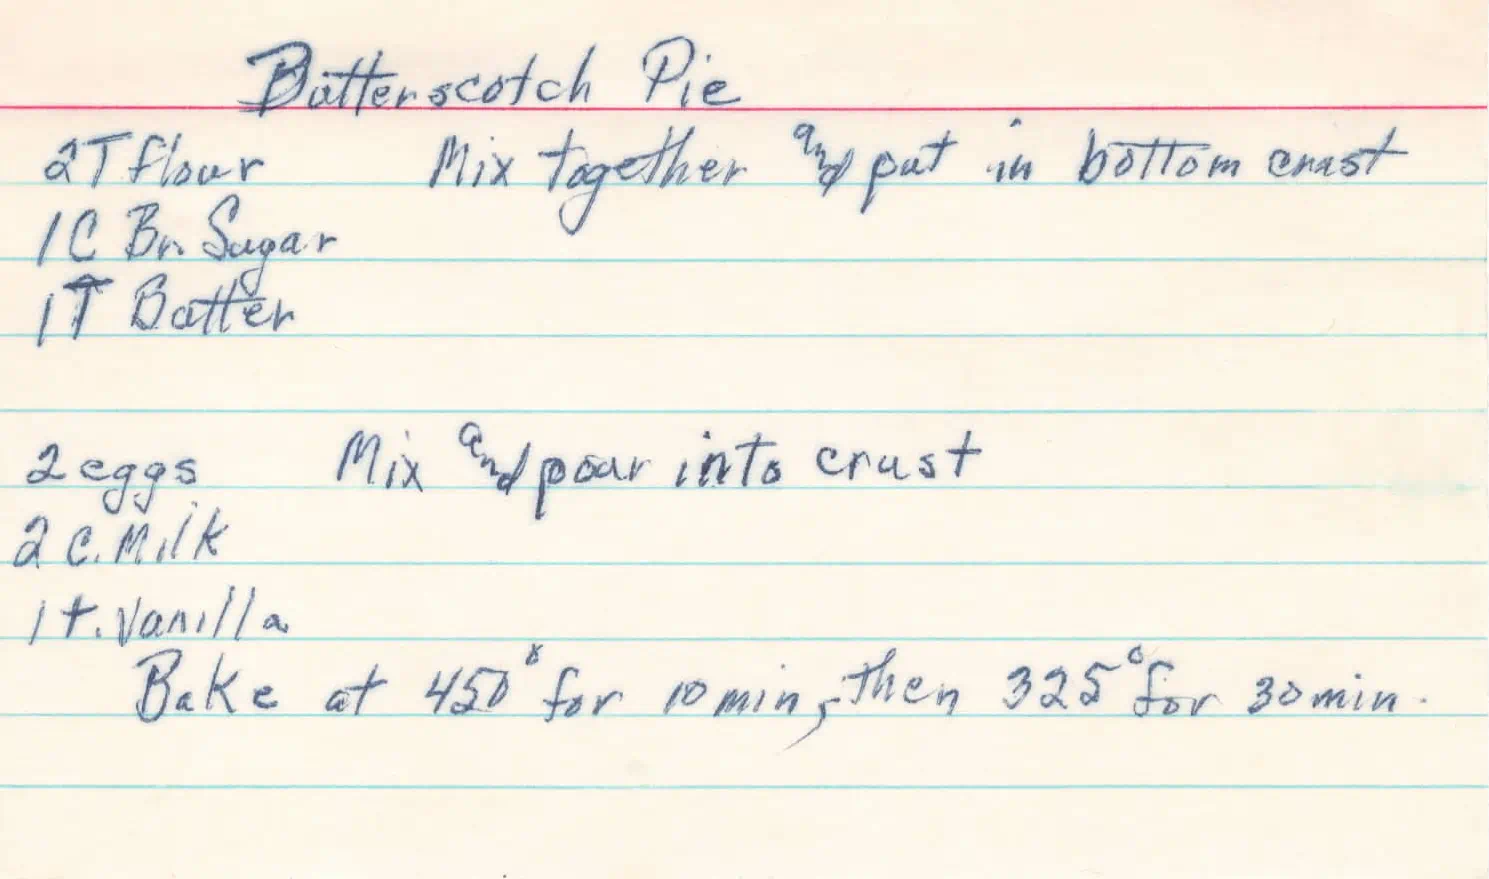 Butterscotch Pie
2T flour Mix together and put in bottom crust
1C Br. Sugar
1T Butter
2 eggs Mix and pour into crust
2 c. Milk
1 t. Vanilla
Bake at 450° for 10 min, then 325° for 30 min.